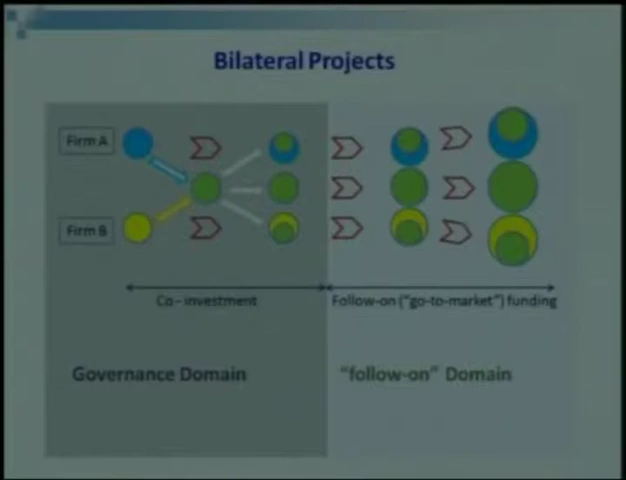 Bilateral Projects
Firm A
Firm B
Co - investment
Follow-on ("go-to-market") funding
Governance Domain
"follow-on" Domain